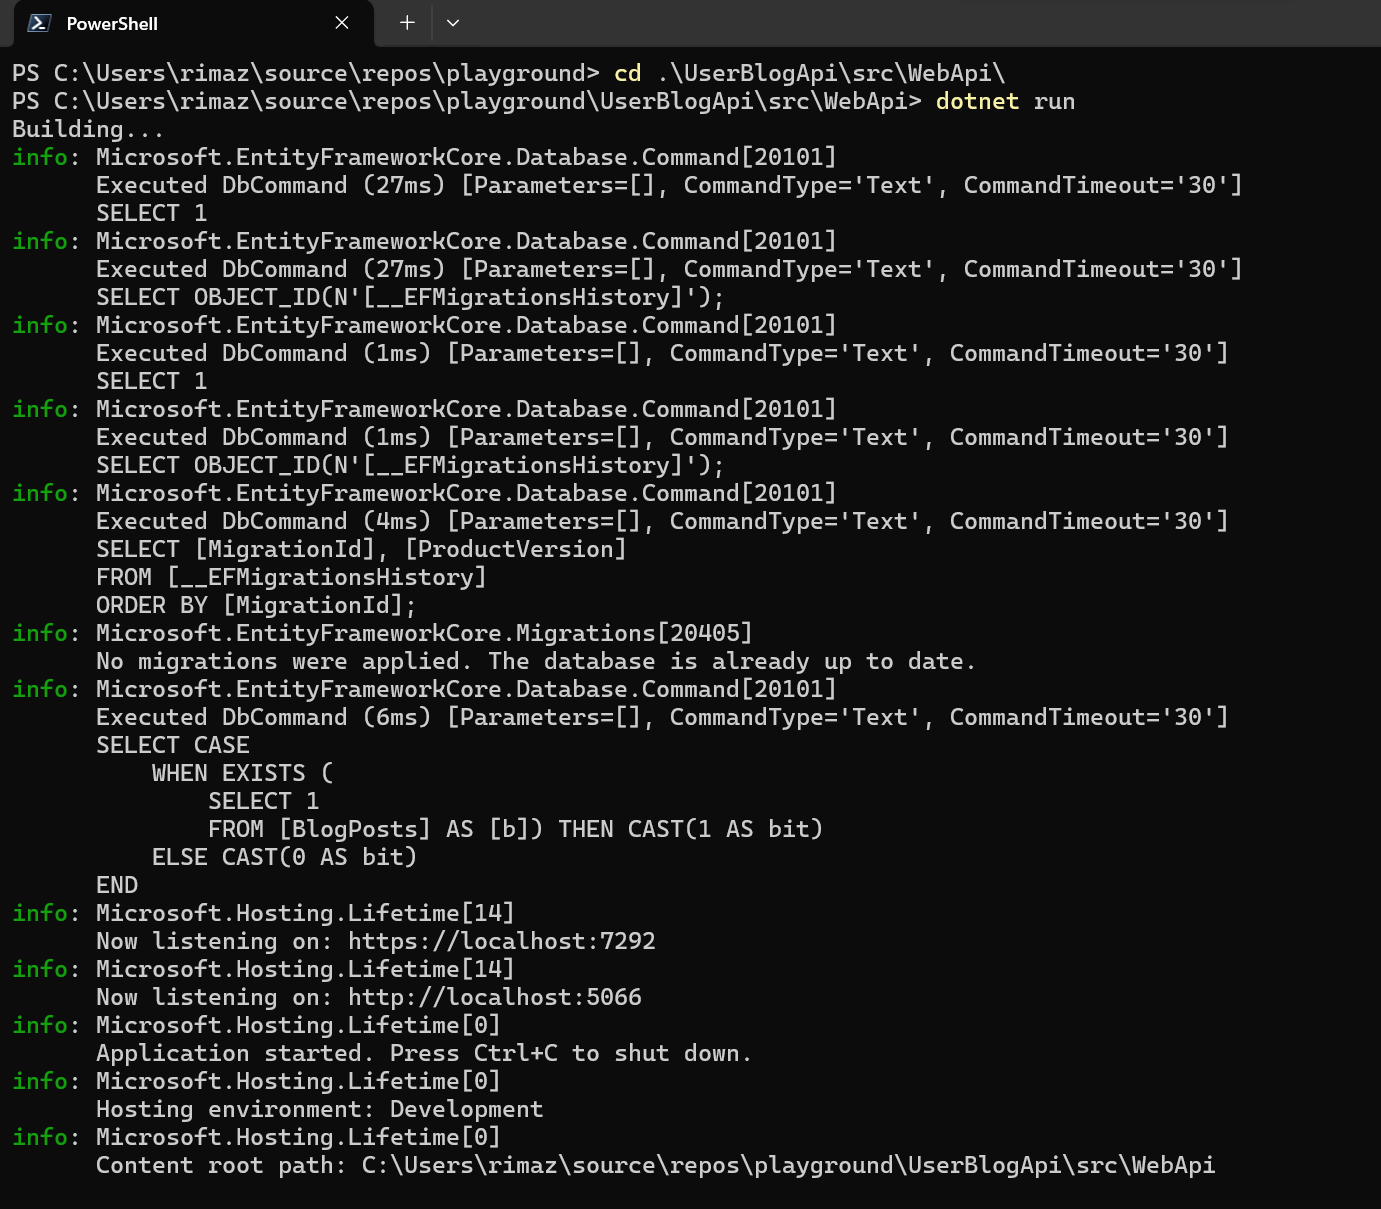 PowerShell
PS C:\Users\rimaz\source\repos\playground> cd .\UserBlogApi\src\WebApi\
PS C:\Users\rimaz\source\repos\playground\UserBlogApi\src\WebApi> dotnet run
Building...
info: Microsoft.EntityFrameworkCore.Database.Command[20101]
      Executed DbCommand (27ms) [Parameters=[], CommandType='Text', CommandTimeout='30']
      SELECT 1
info: Microsoft.EntityFrameworkCore.Database.Command[20101]
      Executed DbCommand (27ms) [Parameters=[], CommandType='Text', CommandTimeout='30']
      SELECT OBJECT_ID(N'[__EFMigrationsHistory]');
info: Microsoft.EntityFrameworkCore.Database.Command[20101]
      Executed DbCommand (1ms) [Parameters=[], CommandType='Text', CommandTimeout='30']
      SELECT 1
info: Microsoft.EntityFrameworkCore.Database.Command[20101]
      Executed DbCommand (1ms) [Parameters=[], CommandType='Text', CommandTimeout='30']
      SELECT OBJECT_ID(N'[__EFMigrationsHistory]');
info: Microsoft.EntityFrameworkCore.Database.Command[20101]
      Executed DbCommand (4ms) [Parameters=[], CommandType='Text', CommandTimeout='30']
      SELECT [MigrationId], [ProductVersion]
      FROM [__EFMigrationsHistory]
      ORDER BY [MigrationId];
info: Microsoft.EntityFrameworkCore.Migrations[20405]
      No migrations were applied. The database is already up to date.
info: Microsoft.EntityFrameworkCore.Database.Command[20101]
      Executed DbCommand (6ms) [Parameters=[], CommandType='Text', CommandTimeout='30']
      SELECT CASE
          WHEN EXISTS (
              SELECT 1
              FROM [BlogPosts] AS [b]) THEN CAST(1 AS bit)
          ELSE CAST(0 AS bit)
      END
info: Microsoft.Hosting.Lifetime[14]
      Now listening on: https://localhost:7292
info: Microsoft.Hosting.Lifetime[14]
      Now listening on: http://localhost:5066
info: Microsoft.Hosting.Lifetime[0]
      Application started. Press Ctrl+C to shut down.
info: Microsoft.Hosting.Lifetime[0]
      Hosting environment: Development
info: Microsoft.Hosting.Lifetime[0]
      Content root path: C:\Users\rimaz\source\repos\playground\UserBlogApi\src\WebApi